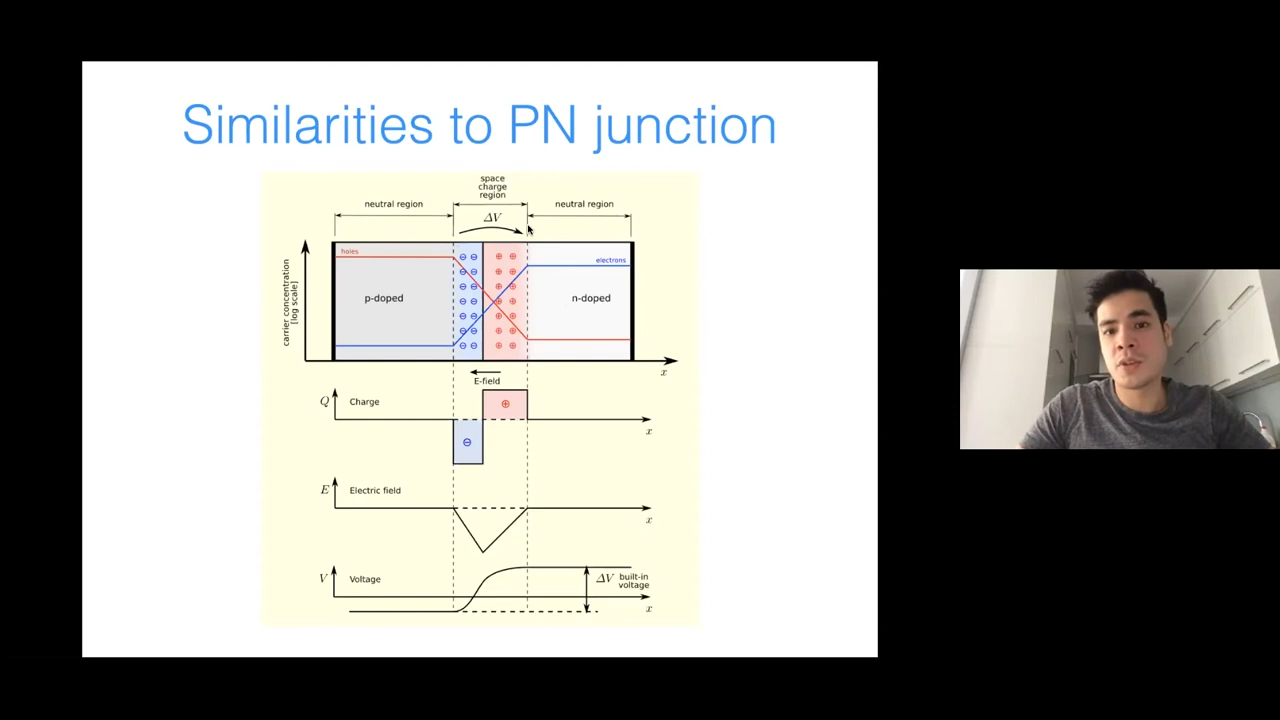 Similarities to PN junction
space
charge
region
neutral region
neutral region
ΔV
holes
electrons
carrier concentration
[log scale]
p-doped
n-doped
x
E-field
Q
Charge
x
E
Electric field
x
V
Voltage
ΔV
built-in
voltage
x